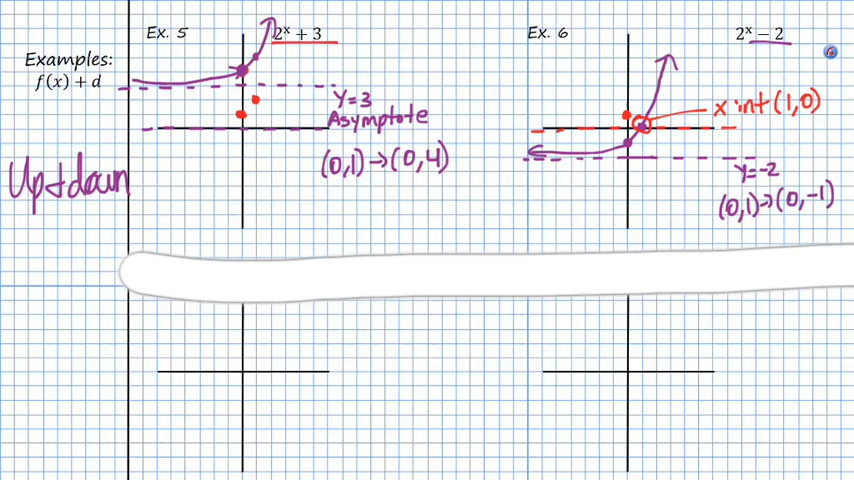 Ex. 5
2ˣ + 3
Examples:
f(x) + d
Up+down
y=3
Asymptote
(0,1)→(0,4)
Ex. 6
2ˣ − 2
x int (1,0)
y=-2
(0,1)→(0,-1)